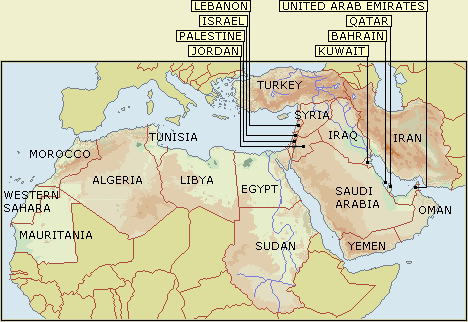 LEBANON
UNITED ARAB EMIRATES
ISRAEL
QATAR
PALESTINE
BAHRAIN
JORDAN
KUWAIT
TURKEY
SYRIA
TUNISIA
IRAQ
IRAN
MOROCCO
ALGERIA
LIBYA
EGYPT
SAUDI
ARABIA
WESTERN
SAHARA
OMAN
MAURITANIA
SUDAN
YEMEN